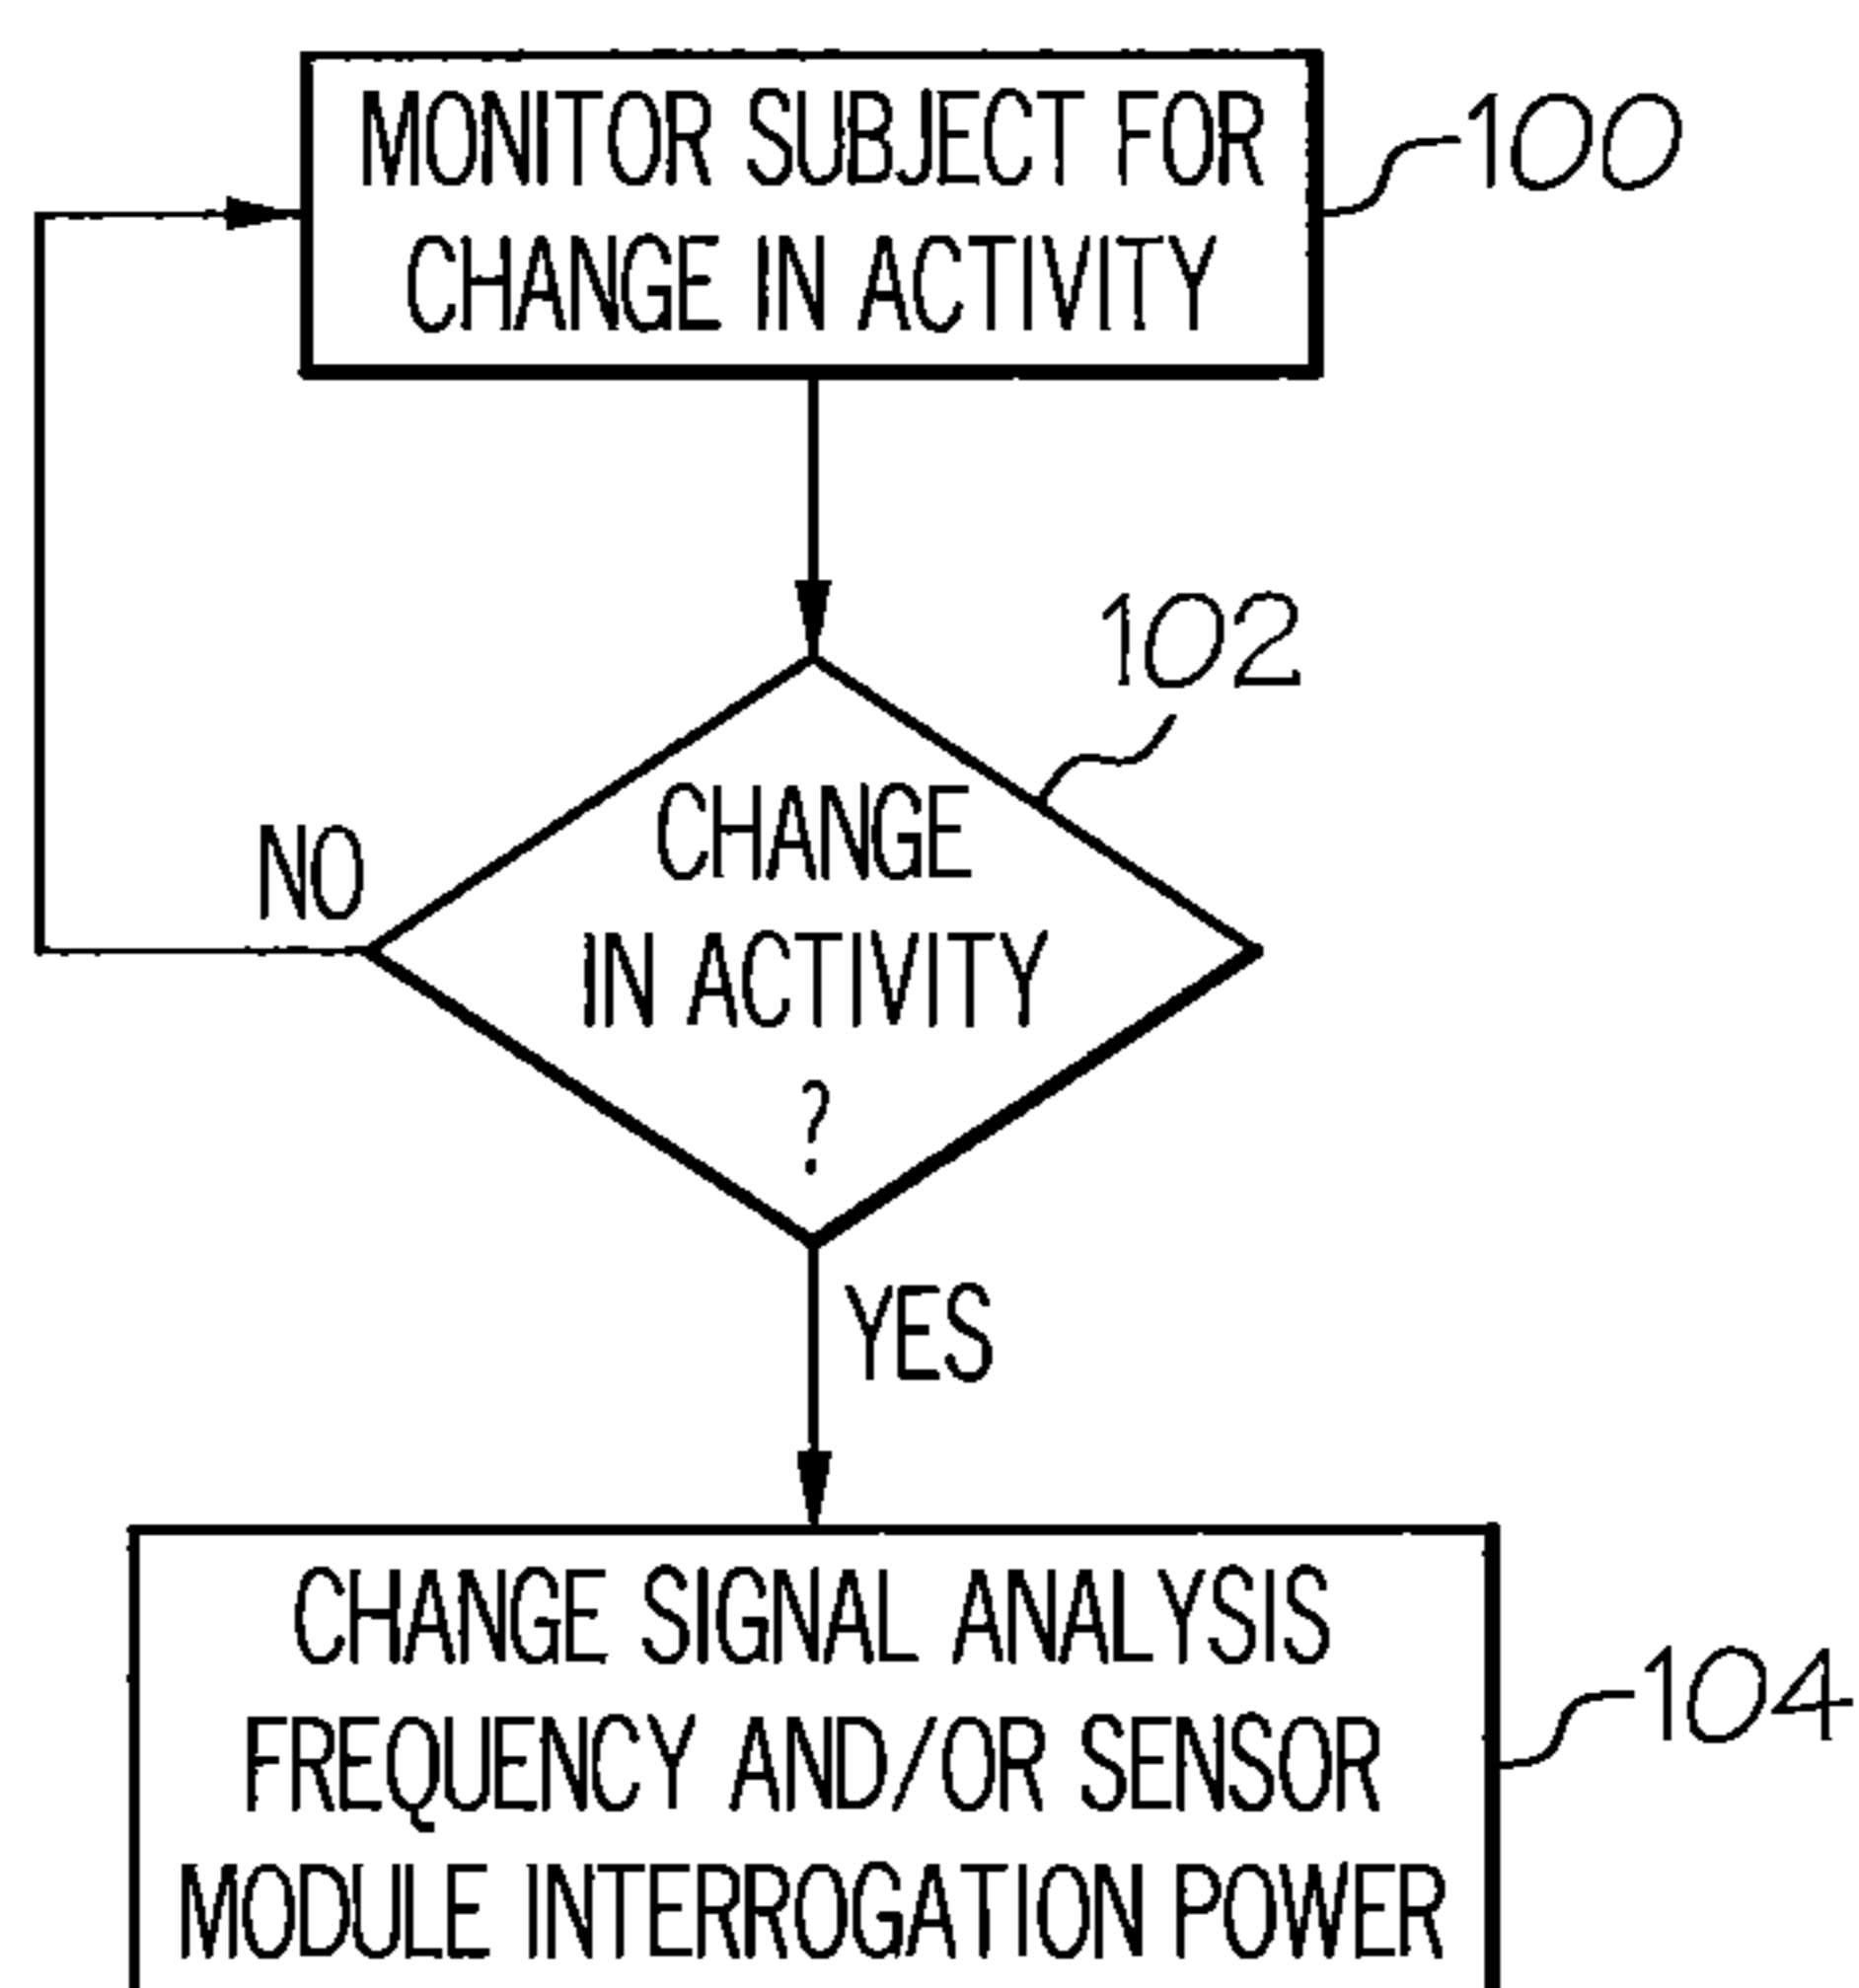 MONITOR SUBJECT FOR
CHANGE IN ACTIVITY
100
102
CHANGE
IN ACTIVITY
?
NO
YES
CHANGE SIGNAL ANALYSIS
FREQUENCY AND/OR SENSOR
MODULE INTERROGATION POWER
104